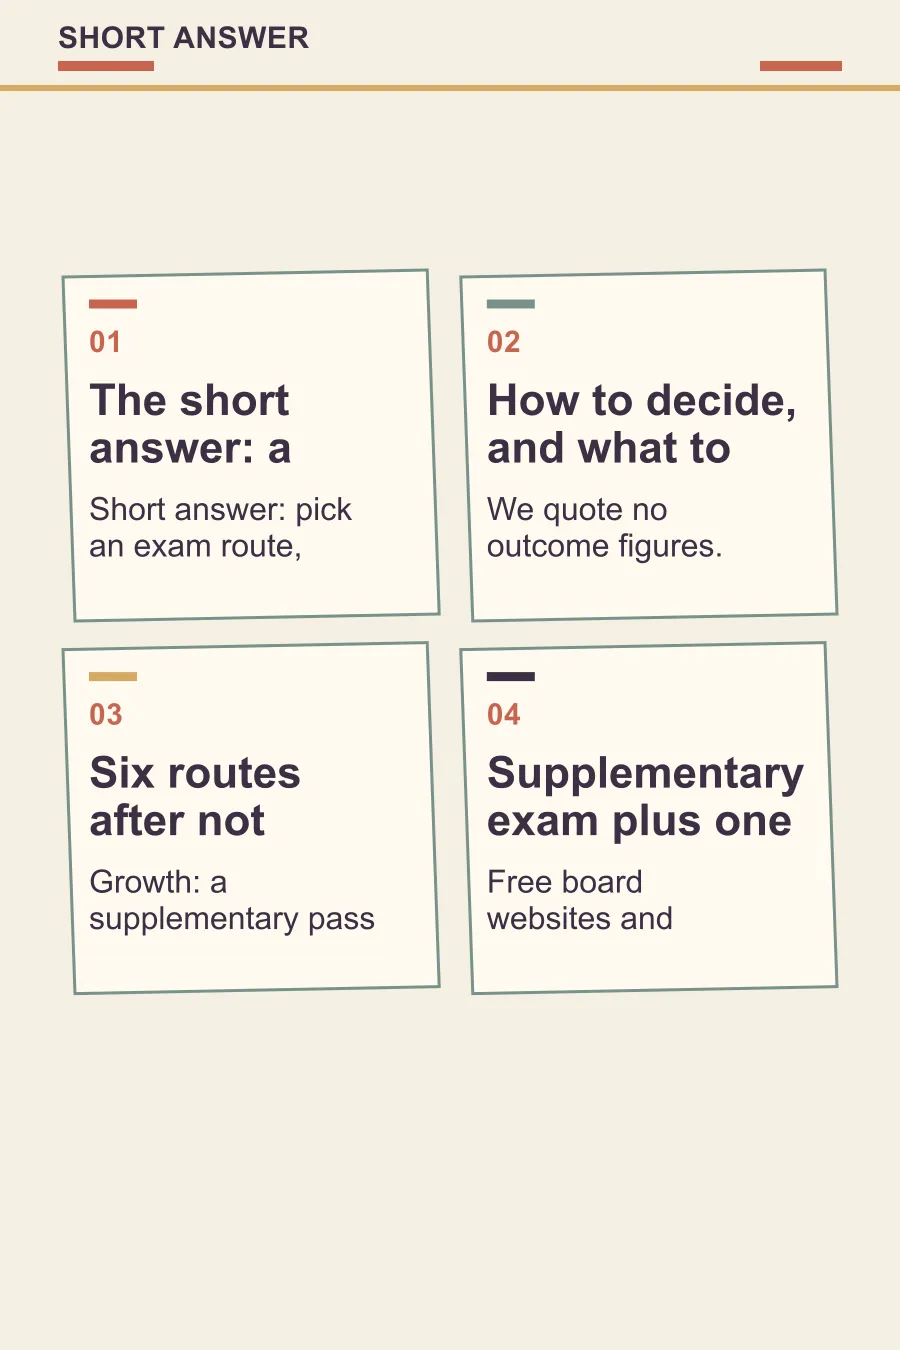 SHORT ANSWER
01
The short
answer: a
Short answer: pick
an exam route,
02
How to decide,
and what to
We quote no
outcome figures.
03
Six routes
after not
Growth: a
supplementary pass
04
Supplementary
exam plus one
Free board
websites and